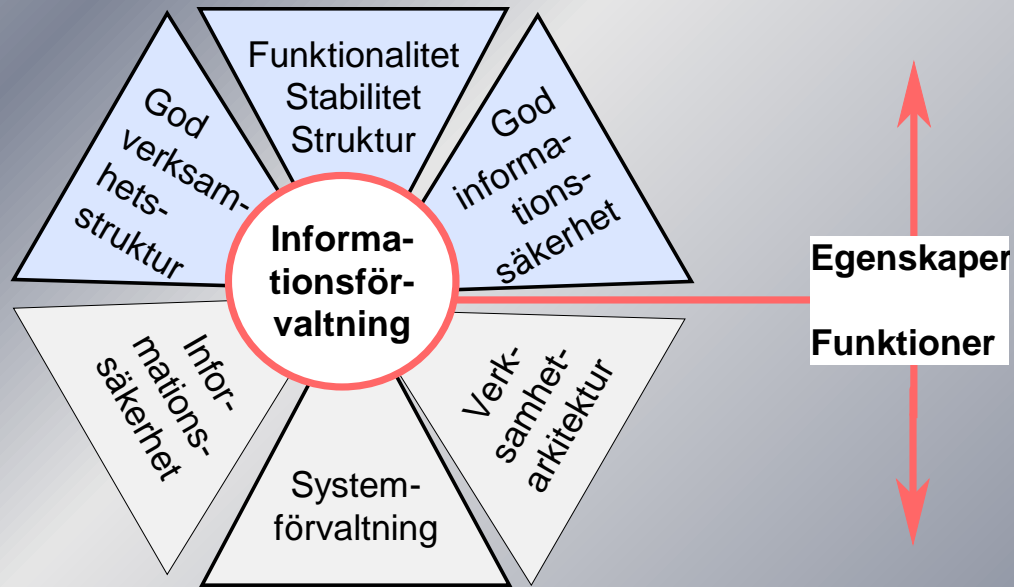 Funktionalitet
Stabilitet
Struktur
God
verksam-
hets-
struktur
God
informa-
tions-
säkerhet
Informa-
tionsför-
valtning
Egenskaper
Funktioner
Infor-
mations-
säkerhet
System-
förvaltning
Verk-
samhet-
arkitektur